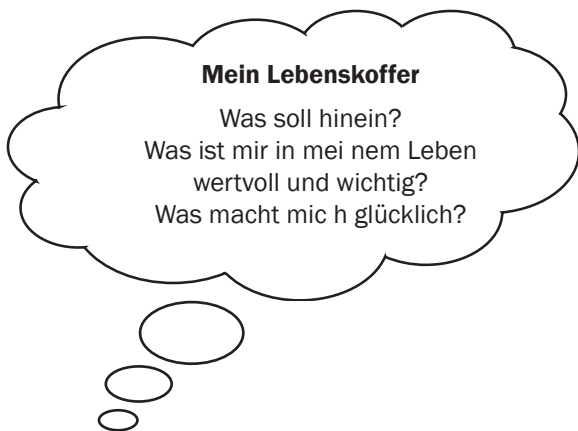 Mein Lebenskoffer
Was soll hinein?
Was ist mir in mei nem Leben
wertvoll und wichtig?
Was macht mic h glücklich?